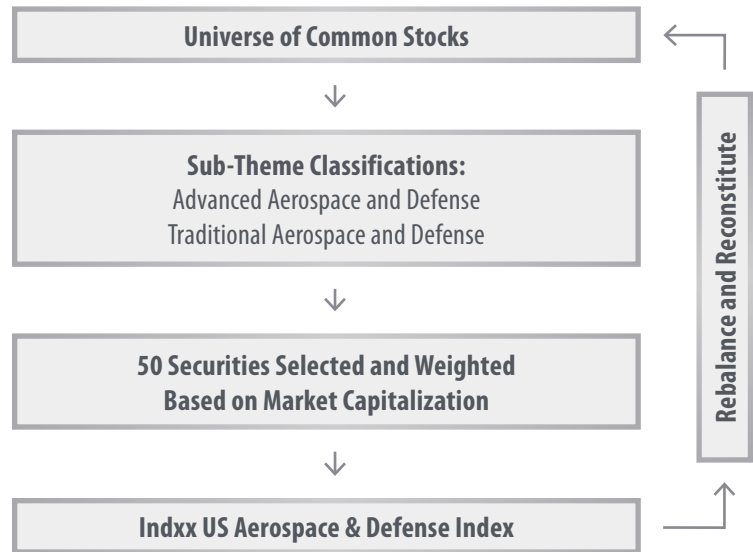 Universe of Common Stocks
Sub-Theme Classifications:
Advanced Aerospace and Defense
Traditional Aerospace and Defense
50 Securities Selected and Weighted
Based on Market Capitalization
Indxx US Aerospace & Defense Index
Rebalance and Reconstitute